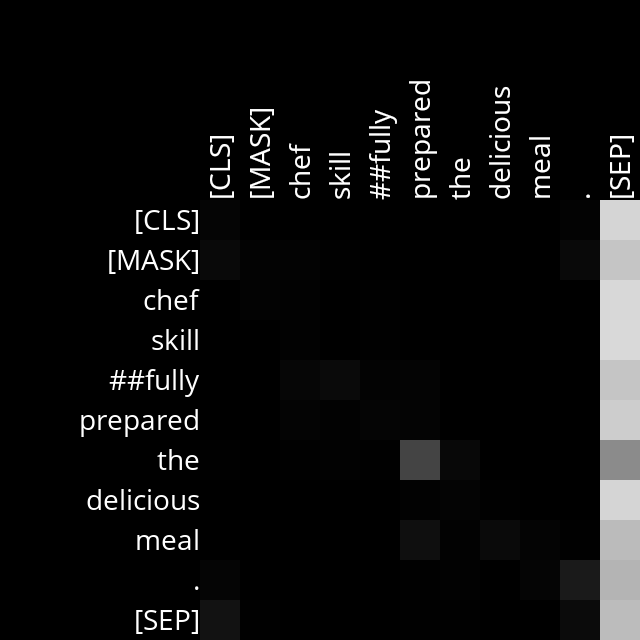 [CLS] [MASK] chef skill ##fully prepared the delicious meal . [SEP]
[CLS]
[MASK]
chef
skill
##fully
prepared
the
delicious
meal
.
[SEP]